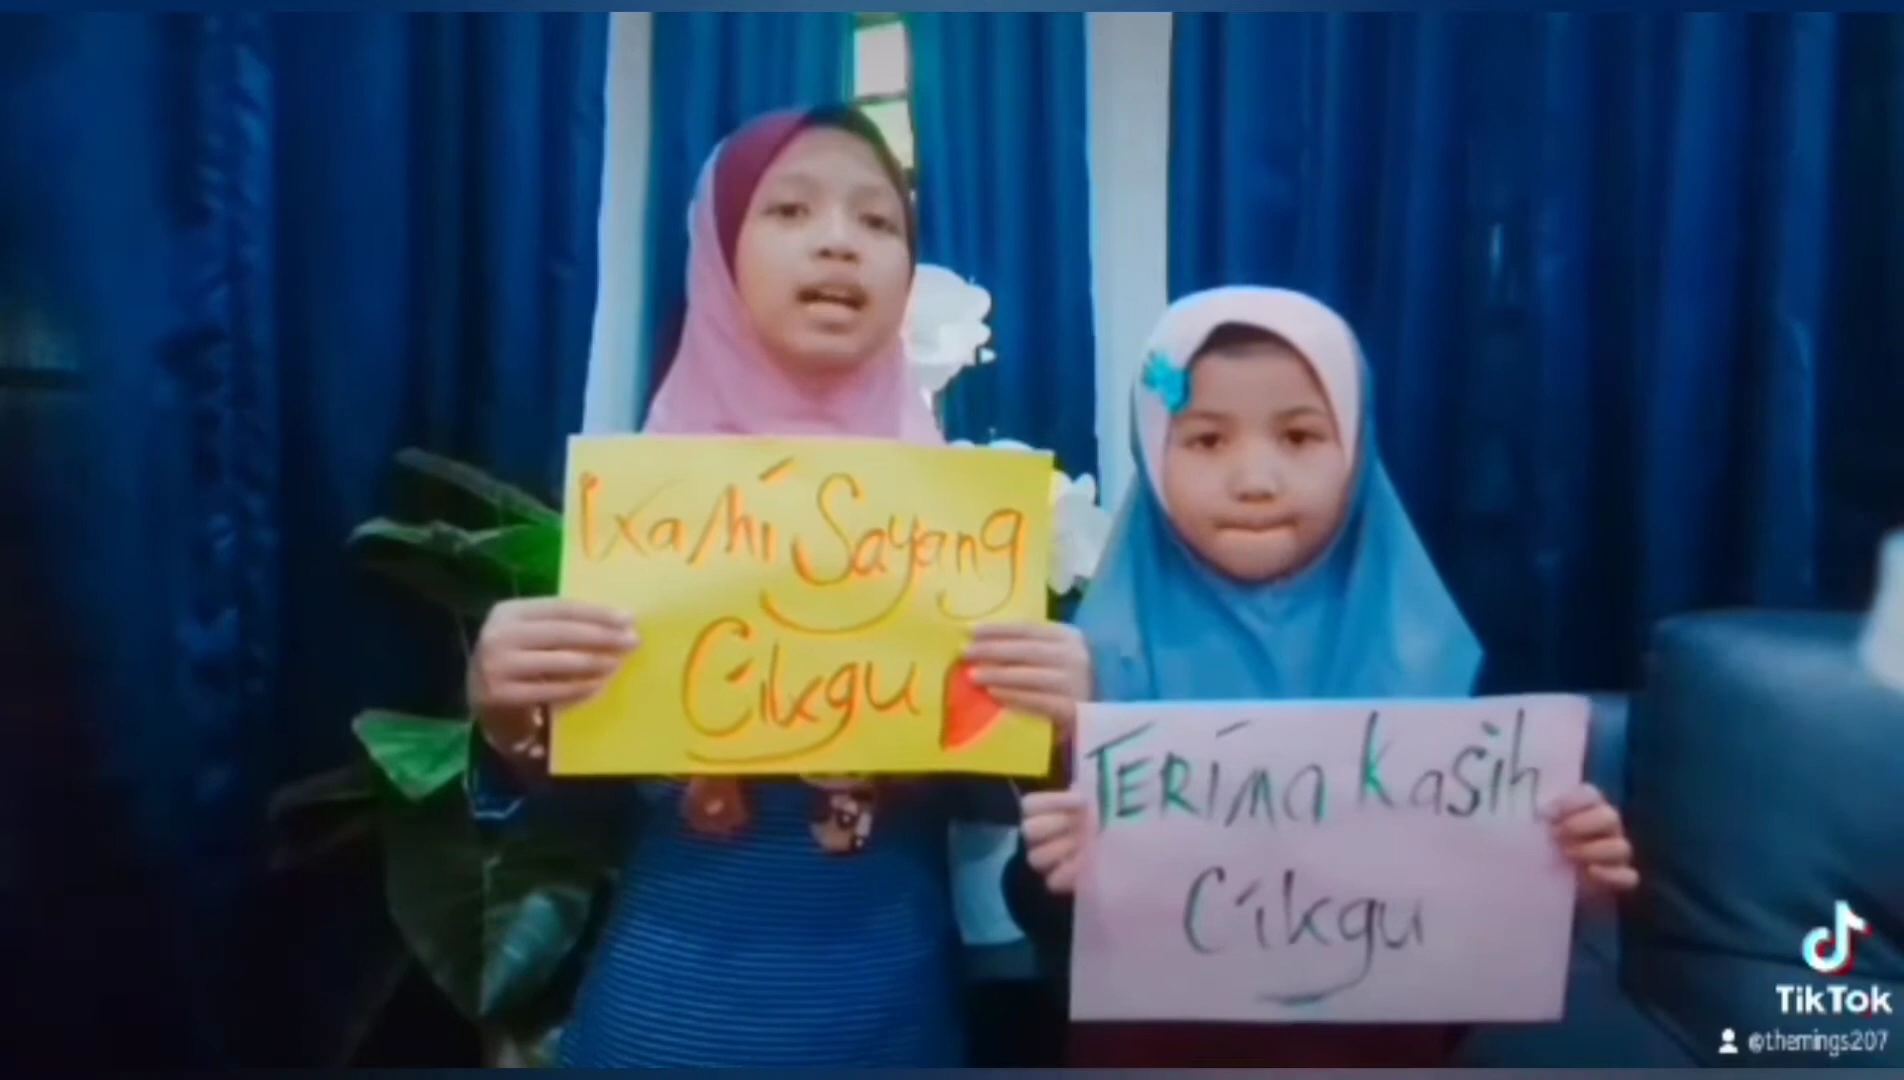 Kami Sayang
Cikgu
TERima kasih
Cikgu
TikTok
@themings207